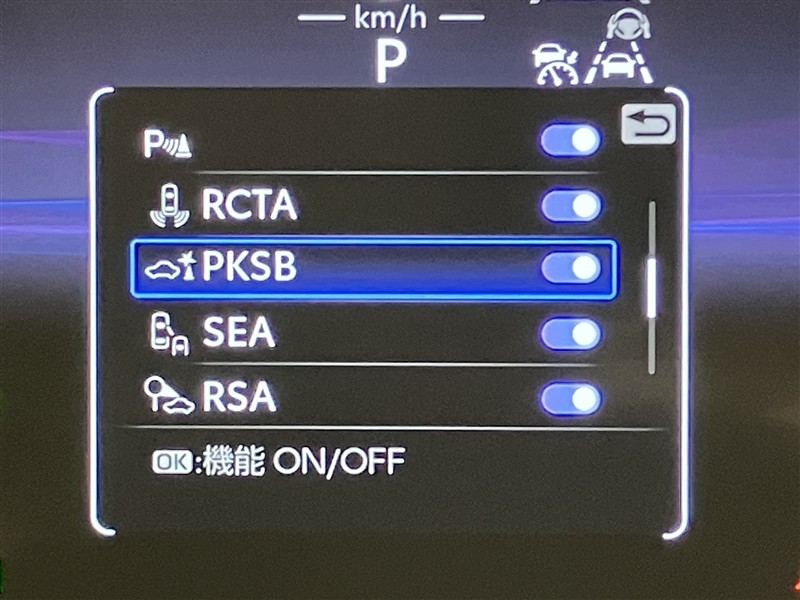 km/h
P
P
RCTA
PKSB
SEA
RSA
OK:機能 ON/OFF